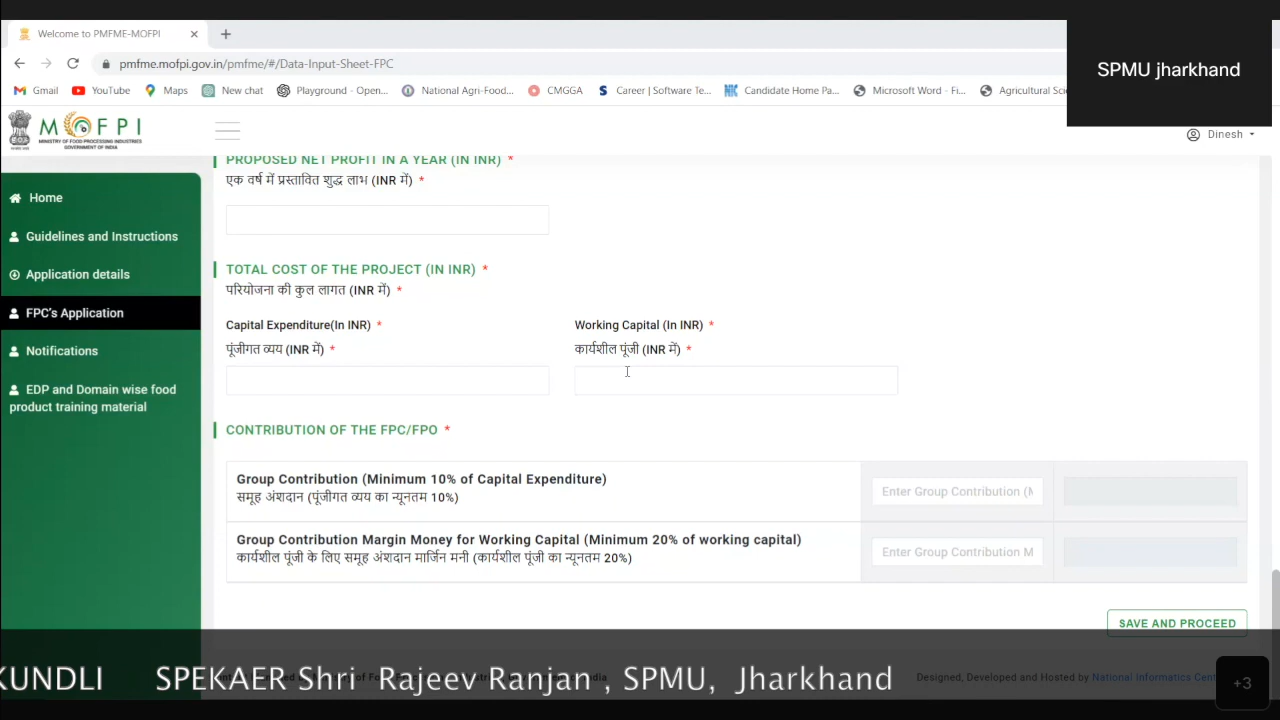 Welcome to PMFME-MOFPI
pmfme.mofpi.gov.in/pmfme/#/Data-Input-Sheet-FPC
SPMU jharkhand
Gmail YouTube Maps New chat Playground - Open... National Agri-Food... CMGGA Career | Software Te... Candidate Home Pa... Microsoft Word - Fi... Agricultural Sci
MOFPI
MINISTRY OF FOOD PROCESSING INDUSTRIES
GOVERNMENT OF INDIA
Dinesh
Home
Guidelines and Instructions
Application details
FPC's Application
Notifications
EDP and Domain wise food
product training material
PROPOSED NET PROFIT IN A YEAR (IN INR) *
एक वर्ष में प्रस्तावित शुद्ध लाभ (INR में) *
TOTAL COST OF THE PROJECT (IN INR) *
परियोजना की कुल लागत (INR में) *
Capital Expenditure(In INR) * Working Capital (In INR) *
पूंजीगत व्यय (INR में) * कार्यशील पूंजी (INR में) *
CONTRIBUTION OF THE FPC/FPO *
Group Contribution (Minimum 10% of Capital Expenditure)
समूह अंशदान (पूंजीगत व्यय का न्यूनतम 10%)
Enter Group Contribution (M
Group Contribution Margin Money for Working Capital (Minimum 20% of working capital)
कार्यशील पूंजी के लिए समूह अंशदान मार्जिन मनी (कार्यशील पूंजी का न्यूनतम 20%)
Enter Group Contribution M
SAVE AND PROCEED
KUNDLI SPEKAER Shri Rajeev Ranjan , SPMU, Jharkhand
Designed, Developed and Hosted by National Informatics Cent
+3